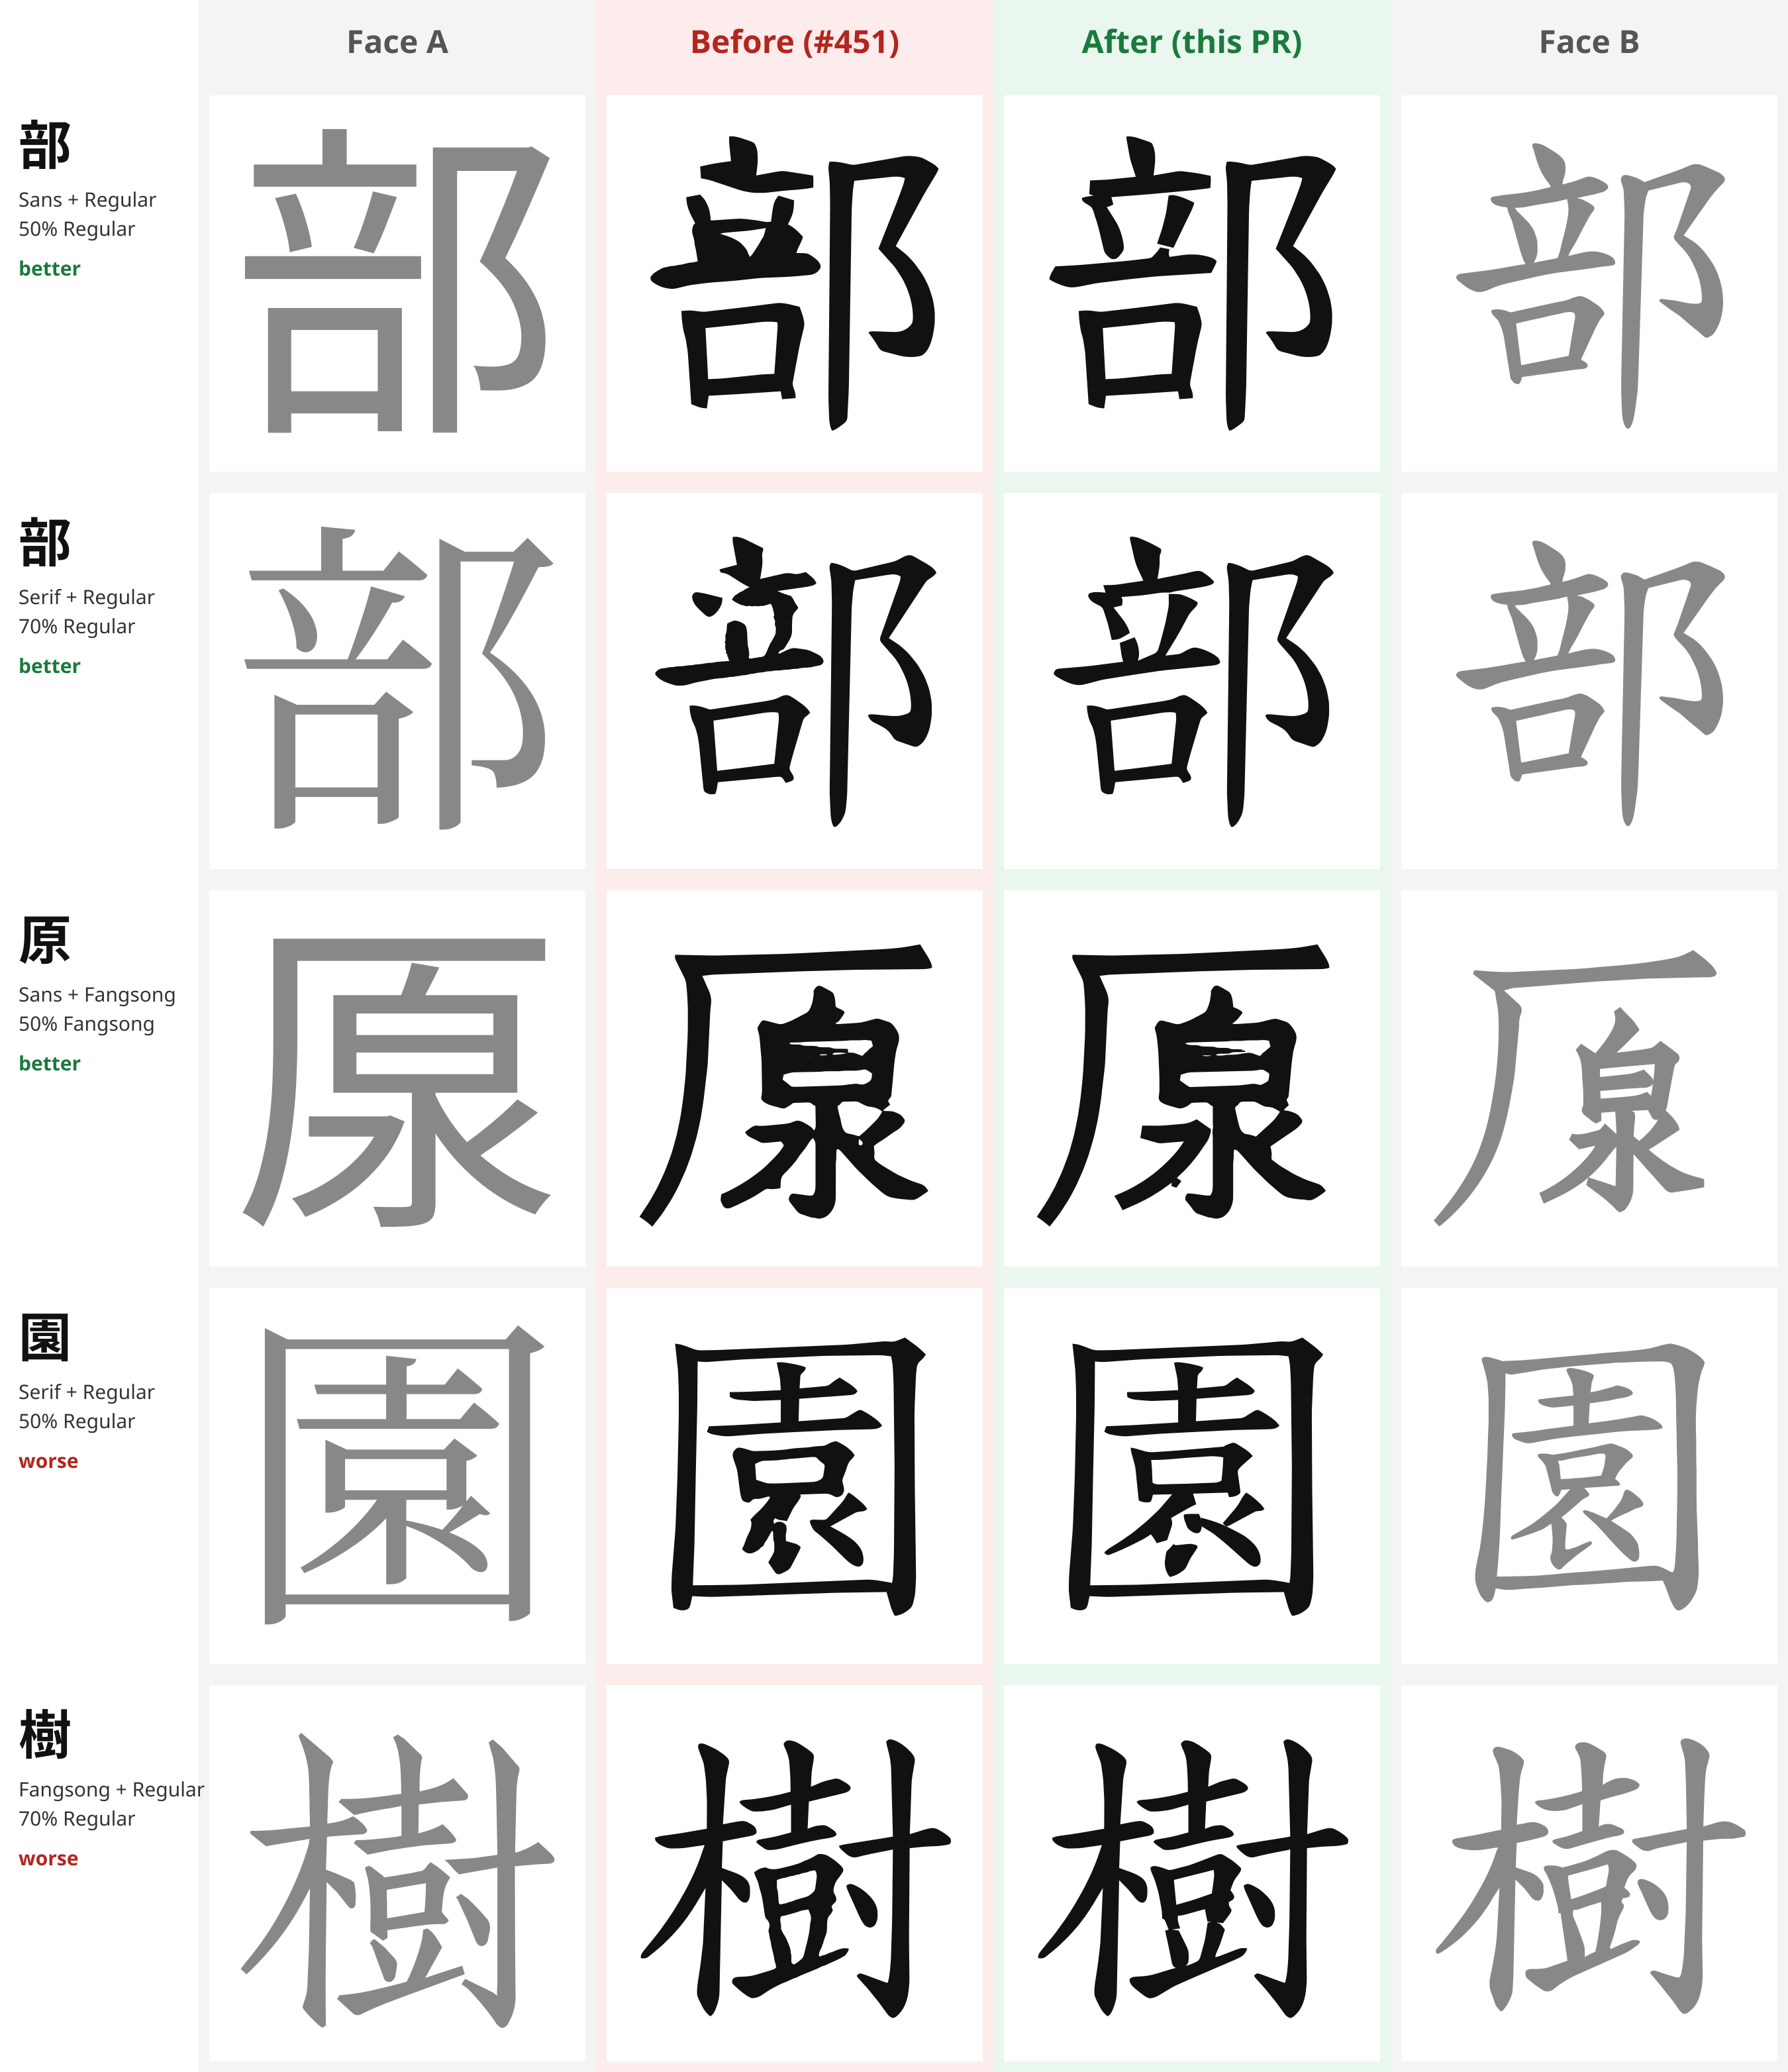 Face A
Before (#451)
After (this PR)
Face B
部
Sans + Regular
50% Regular
better
部 部 部 部
部
Serif + Regular
70% Regular
better
部 部 部 部
原
Sans + Fangsong
50% Fangsong
better
原 原 原 原
園
Serif + Regular
50% Regular
worse
園 園 園 園
樹
Fangsong + Regular
70% Regular
worse
樹 樹 樹 樹